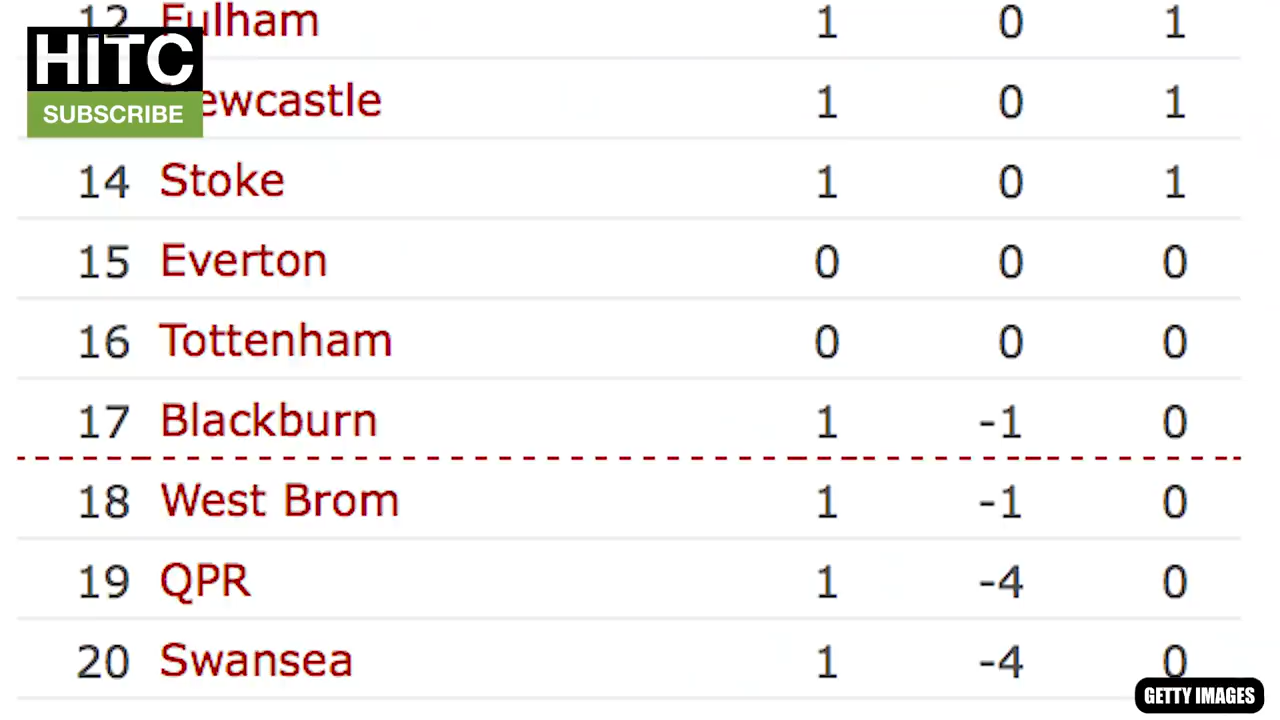 12 Fulham 1 0 1
HITC
ewcastle 1 0 1
SUBSCRIBE
14 Stoke 1 0 1
15 Everton 0 0 0
16 Tottenham 0 0 0
17 Blackburn 1 -1 0
18 West Brom 1 -1 0
19 QPR 1 -4 0
20 Swansea 1 -4 0
GETTY IMAGES